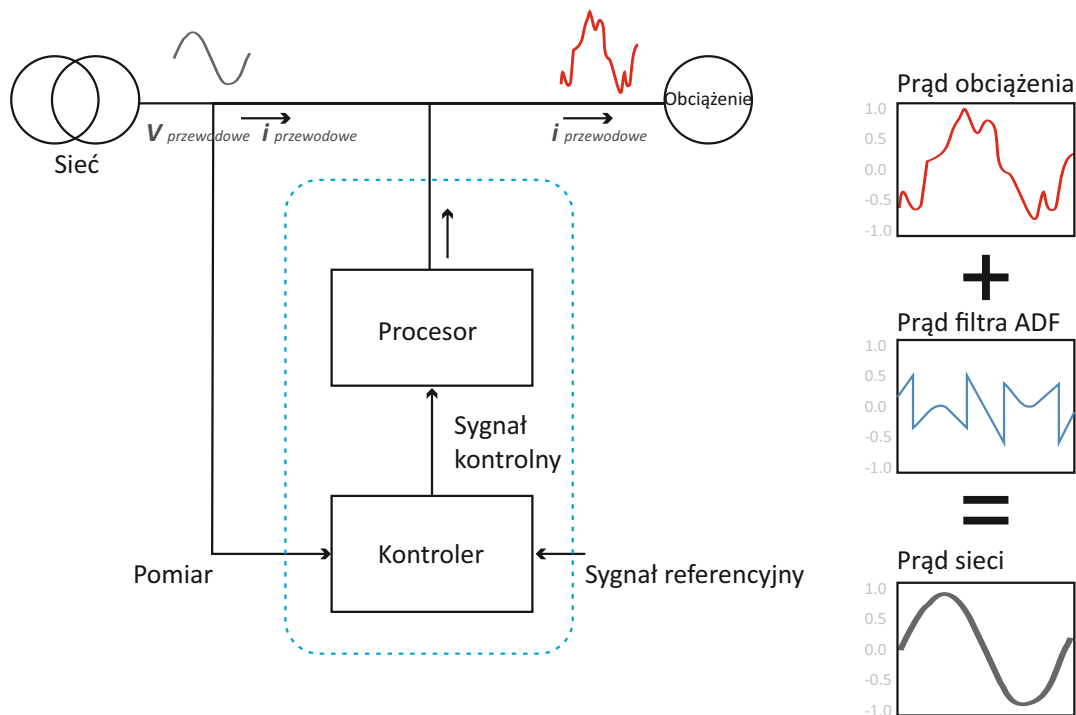 Sieć
V przewodowe i przewodowe
i przewodowe
Obciążenie
Procesor
Sygnał
kontrolny
Kontroler
Pomiar
Sygnał referencyjny
Prąd obciążenia
1.0
0.5
0.0
-0.5
-1.0
+
Prąd filtra ADF
1.0
0.5
0.0
-0.5
-1.0
=
Prąd sieci
1.0
0.5
0.0
-0.5
-1.0